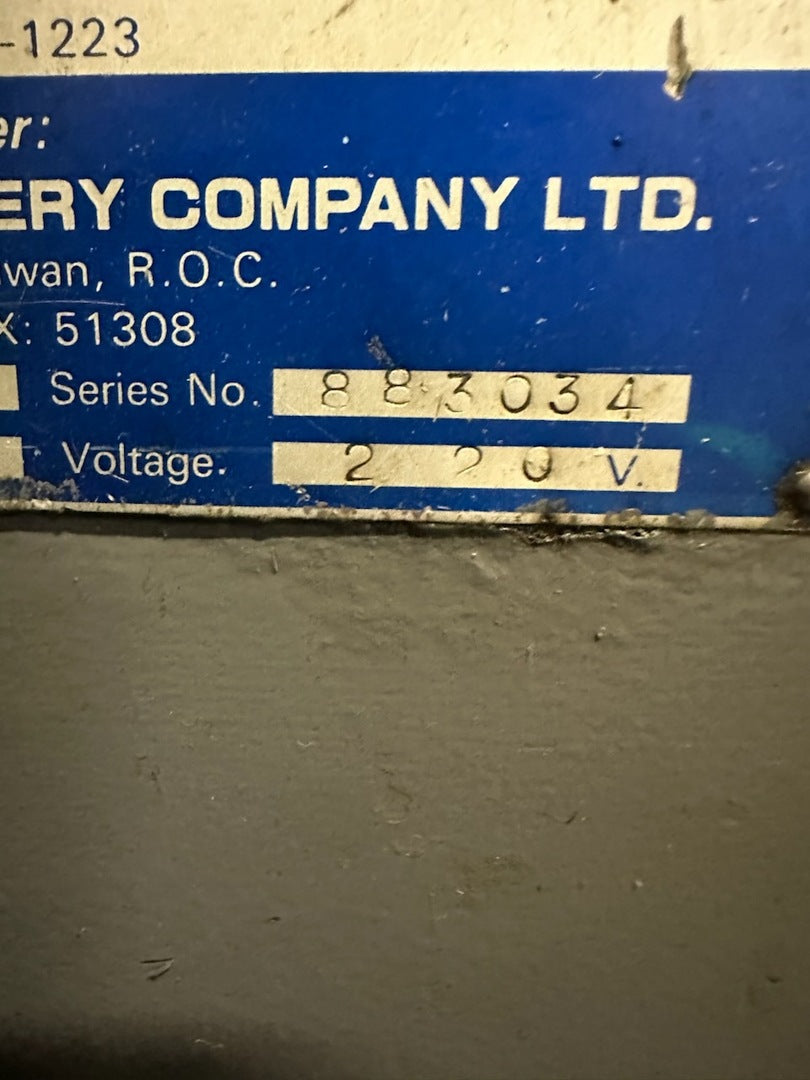 -1223
er:
ERY COMPANY LTD.
wan, R.O.C.
X: 51308
Series No. 883034
Voltage. 220 V.